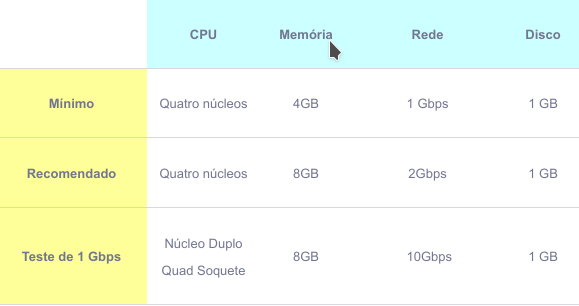 CPU Memória Rede Disco
Mínimo Quatro núcleos 4GB 1 Gbps 1 GB
Recomendado Quatro núcleos 8GB 2Gbps 1 GB
Teste de 1 Gbps Núcleo Duplo Quad Soquete 8GB 10Gbps 1 GB